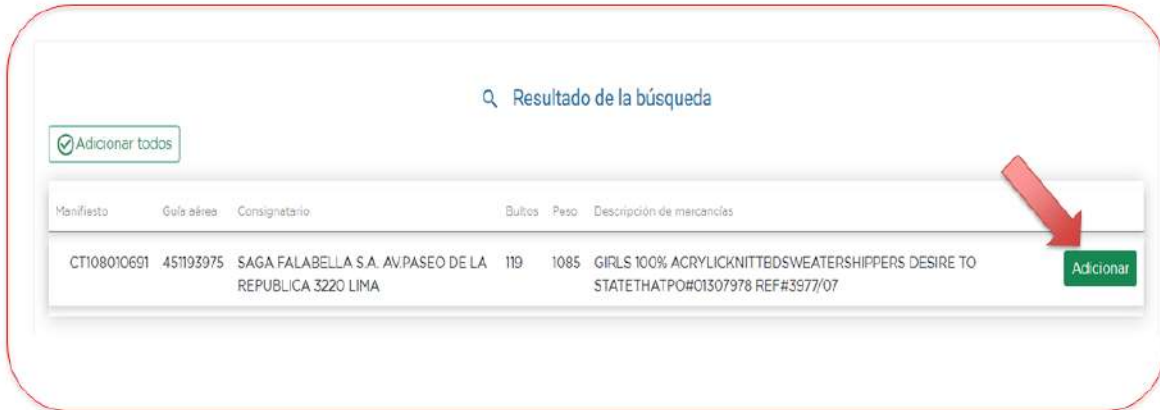 Resultado de la búsqueda
Adicionar todos
Manifiesto Guía aérea Consignatario Bultos Peso Descripción de mercancías
CT108010691 451193975 SAGA FALABELLA S.A. AV.PASEO DE LA 119 1085 GIRLS 100% ACRYLICKNITTBDSWEATERSHIPPERS DESIRE TO Adicionar
REPUBLICA 3220 LIMA STATETHATPO#01307978 REF#3977/07